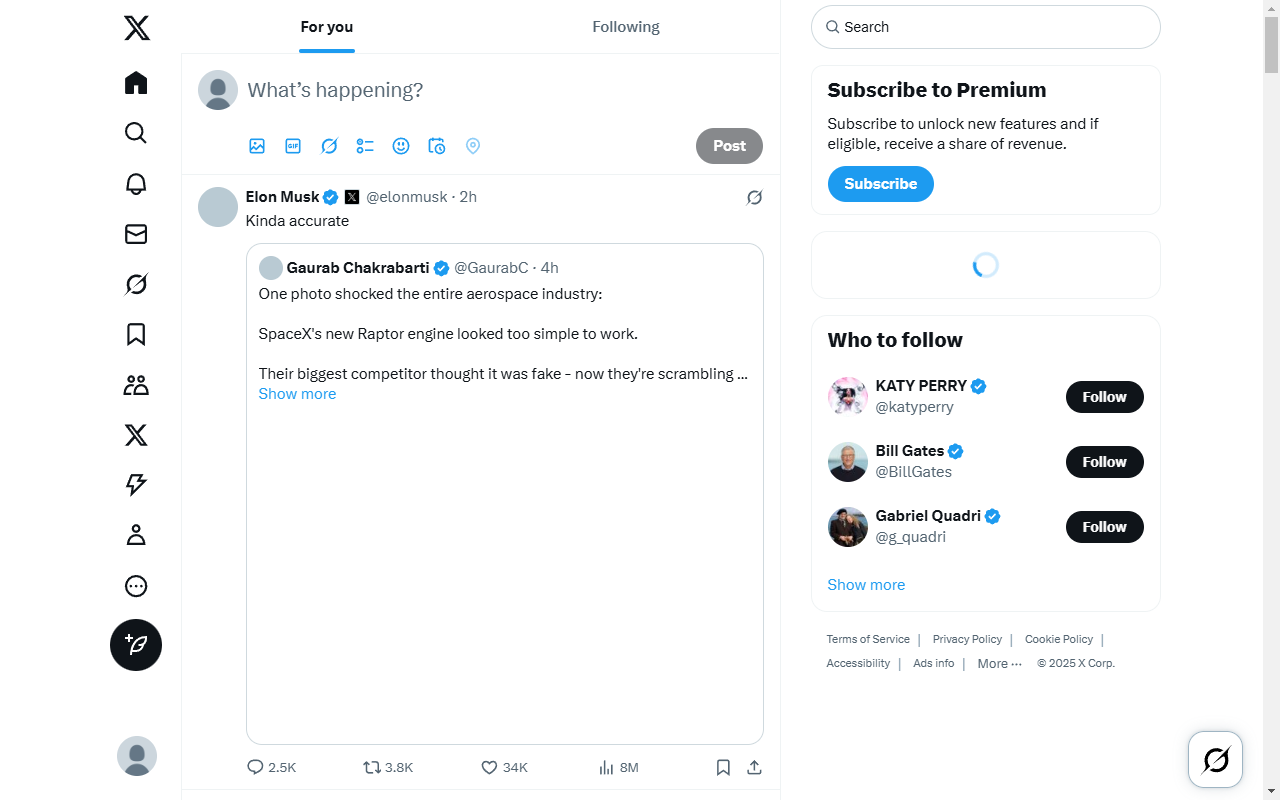 For you
Following
What's happening?
GIF
Post
Elon Musk @elonmusk · 2h
Kinda accurate
Gaurab Chakrabarti @GaurabC · 4h
One photo shocked the entire aerospace industry:
SpaceX's new Raptor engine looked too simple to work.
Their biggest competitor thought it was fake - now they're scrambling ...
Show more
2.5K
3.8K
34K
8M
Search
Subscribe to Premium
Subscribe to unlock new features and if
eligible, receive a share of revenue.
Subscribe
Who to follow
KATY PERRY
@katyperry
Follow
Bill Gates
@BillGates
Follow
Gabriel Quadri
@g_quadri
Follow
Show more
Terms of Service | Privacy Policy | Cookie Policy |
Accessibility | Ads info | More ··· © 2025 X Corp.